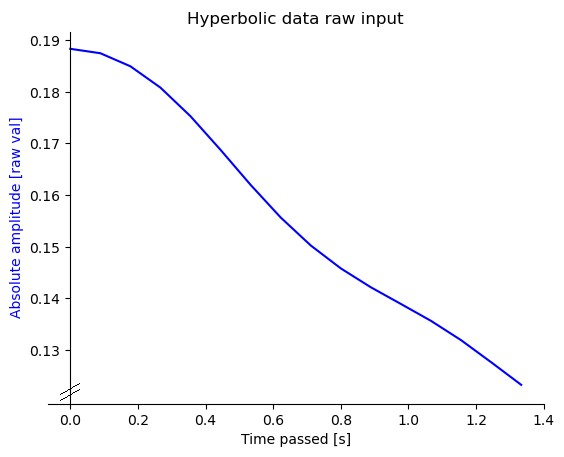 Hyperbolic data raw input
0.19
0.18
0.17
0.16
0.15
0.14
0.13
Absolute amplitude [raw val]
0.0 0.2 0.4 0.6 0.8 1.0 1.2 1.4
Time passed [s]